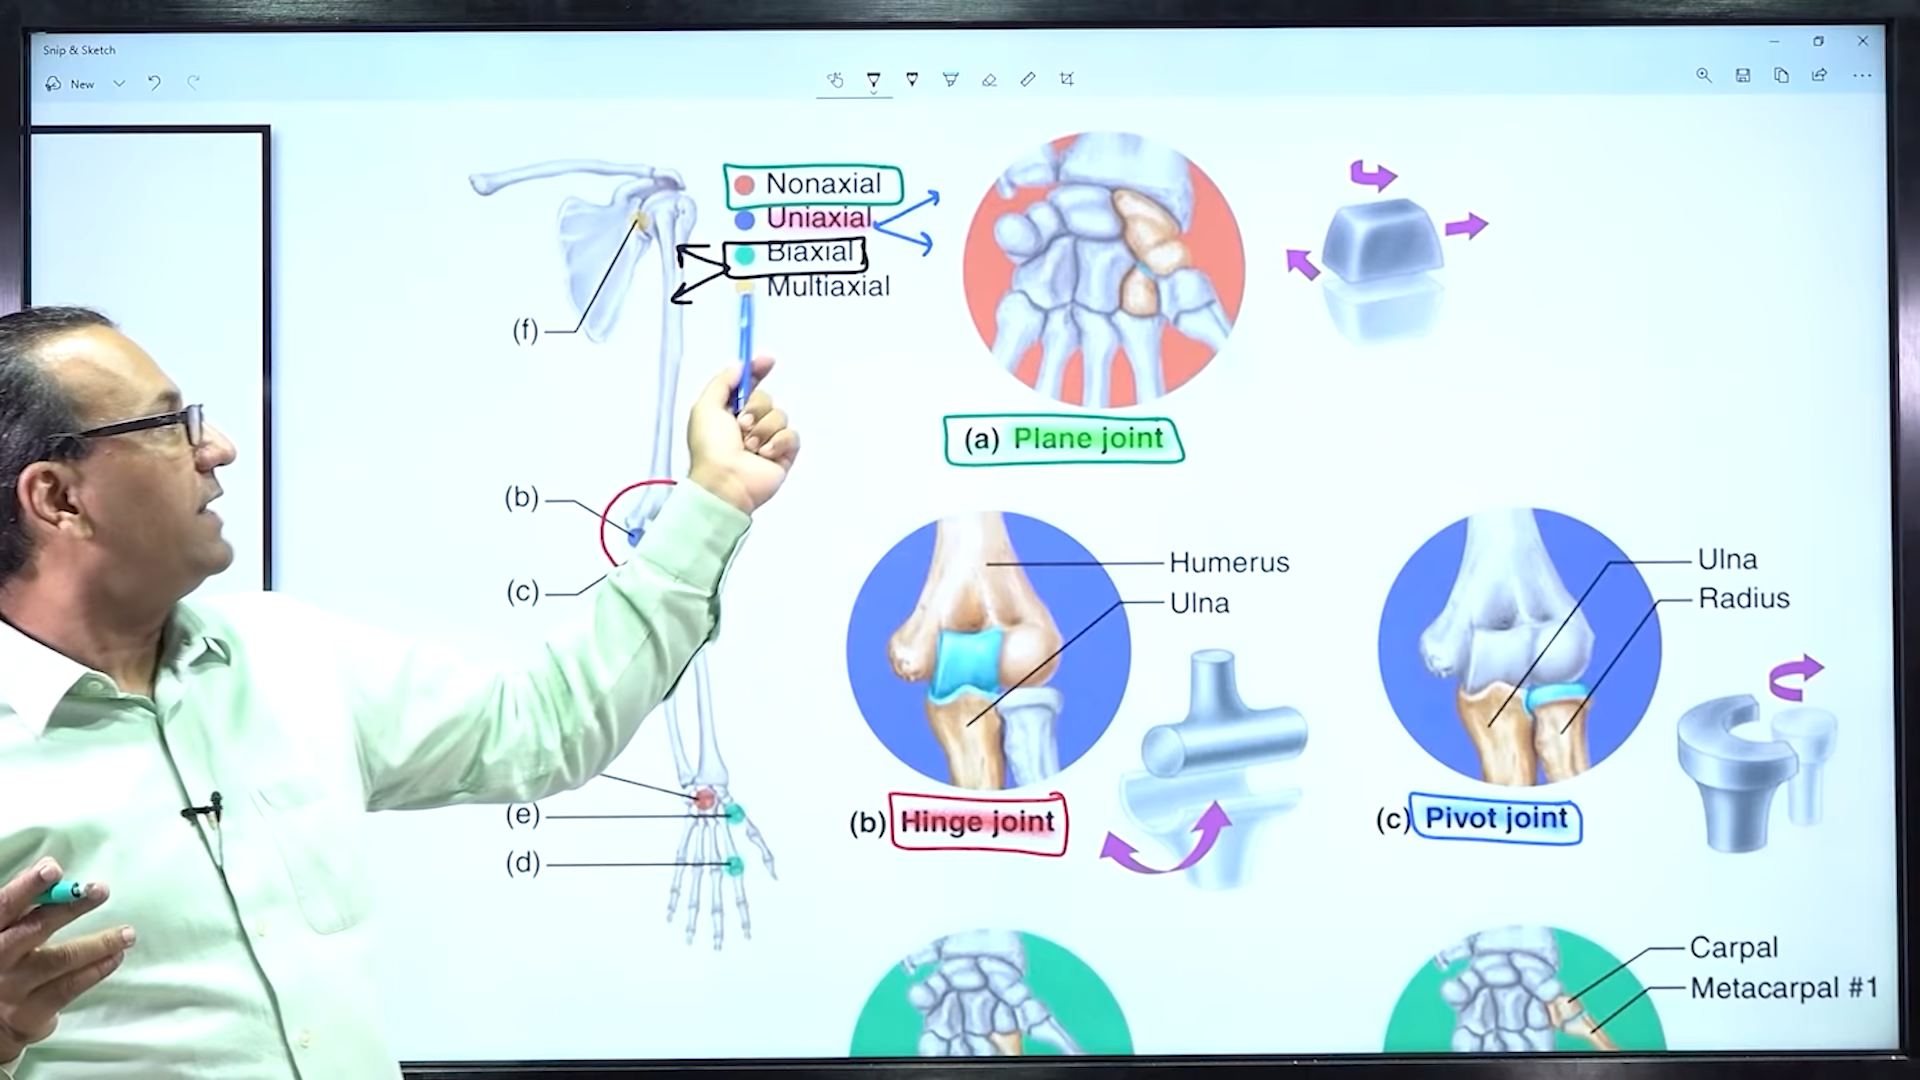 Snip & Sketch
New
Nonaxial
Uniaxial
Biaxial
Multiaxial
(f)
(b)
(c)
(e)
(d)
(a) Plane joint
Humerus
Ulna
(b) Hinge joint
Ulna
Radius
(c) Pivot joint
Carpal
Metacarpal #1